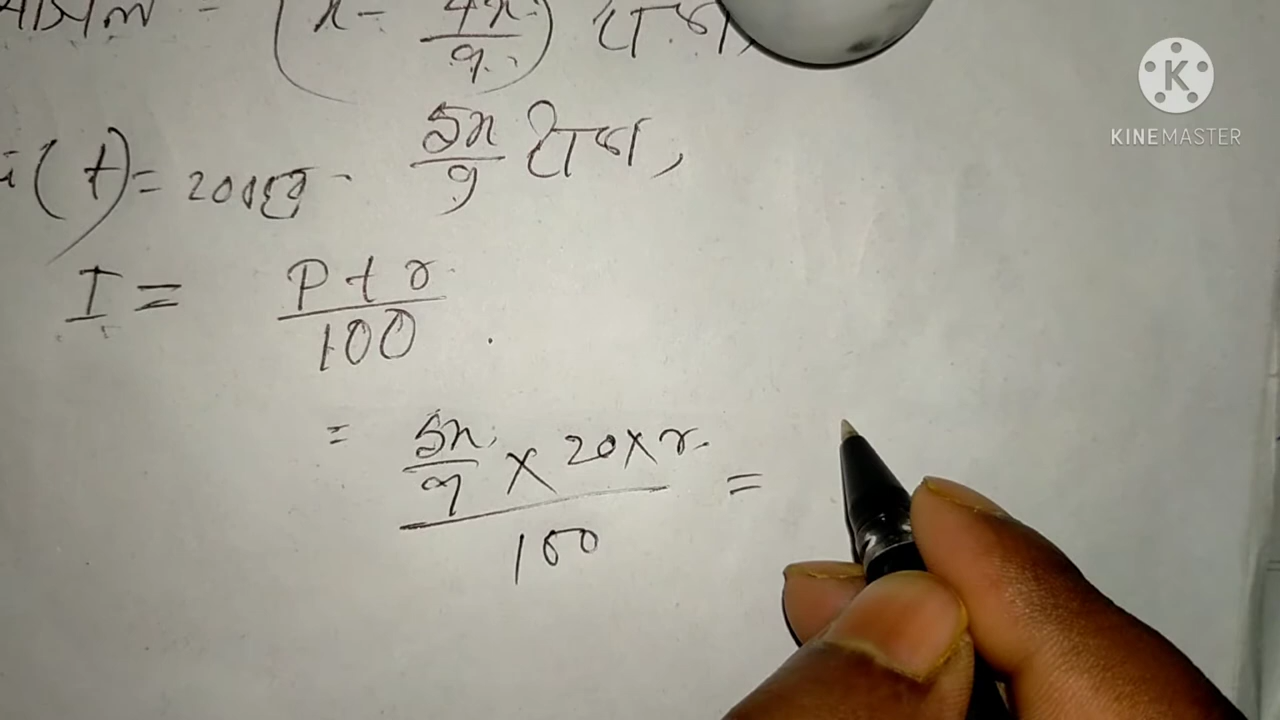 = (x - 4x/9) টাকা,
5x/9 টাকা,
(t) = 20 বছর
I = Ptr/100
= 5x/9 × 20 × r/100 =
KINEMASTER